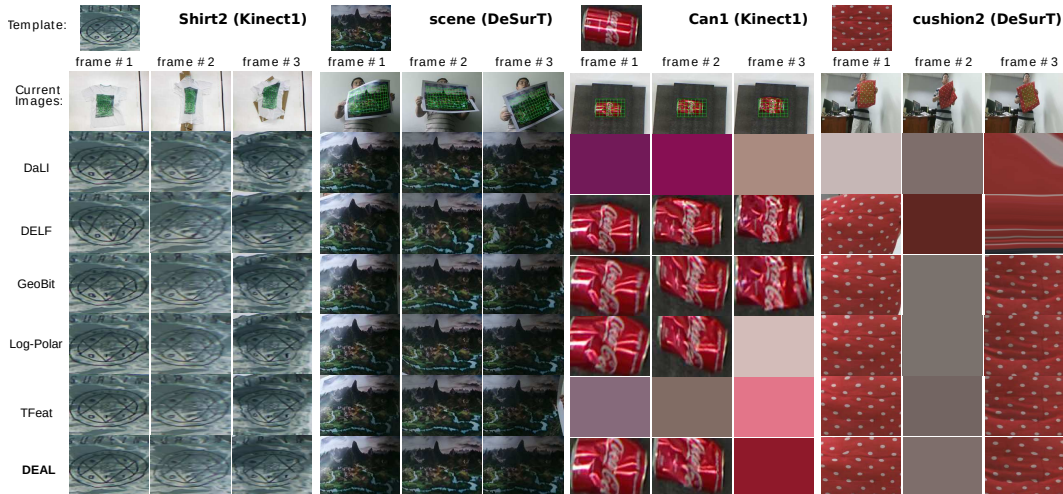 Template:
Shirt2 (Kinect1)
scene (DeSurT)
Can1 (Kinect1)
cushion2 (DeSurT)
frame # 1 frame # 2 frame # 3 frame # 1 frame # 2 frame # 3 frame # 1 frame # 2 frame # 3 frame # 1 frame # 2 frame # 3
Current
Images:
DaLI
DELF
GeoBit
Log-Polar
TFeat
DEAL